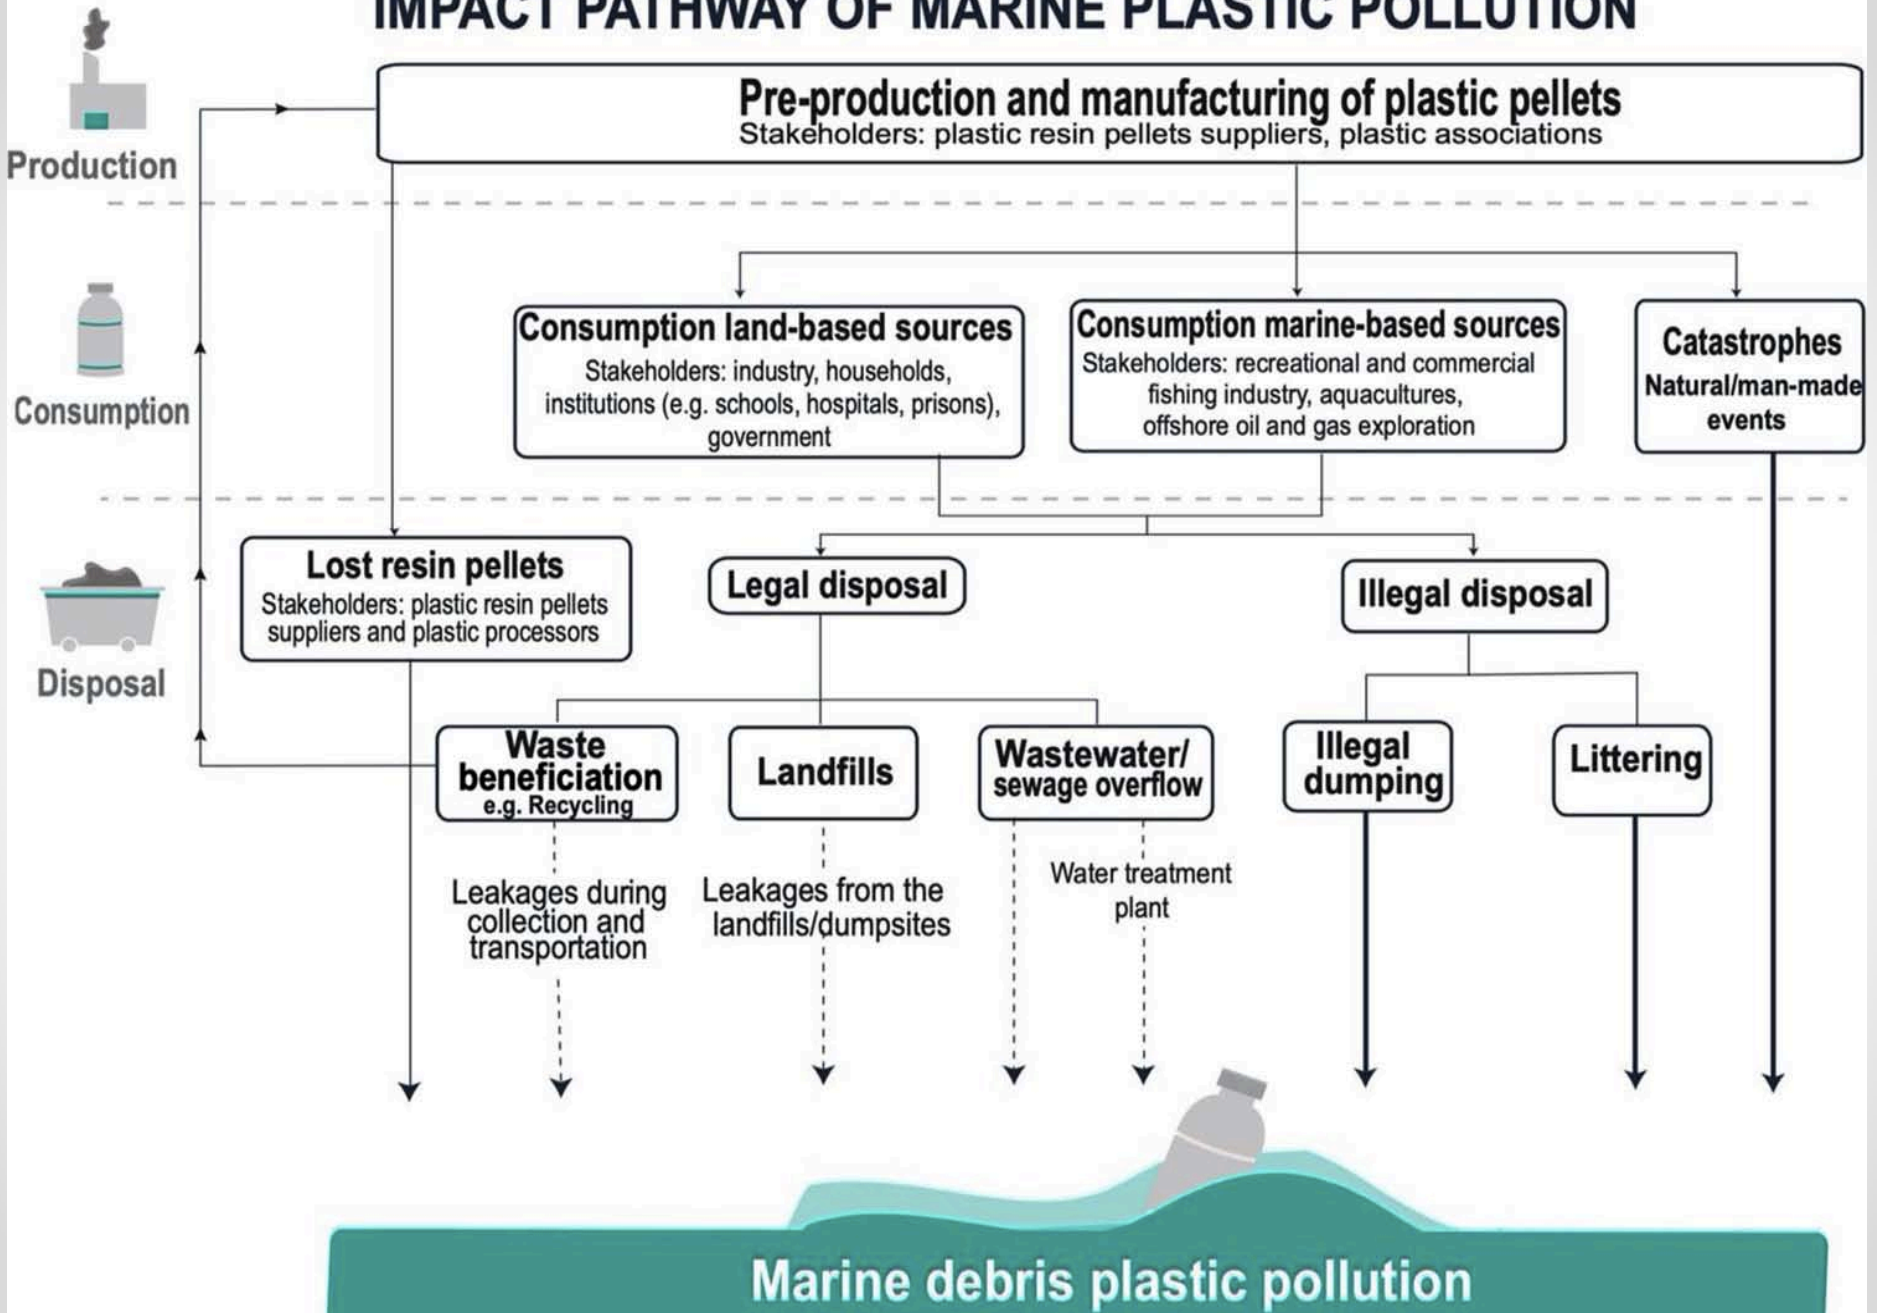 IMPACT PATHWAY OF MARINE PLASTIC POLLUTION
Pre-production and manufacturing of plastic pellets
Stakeholders: plastic resin pellets suppliers, plastic associations
Production
Consumption land-based sources
Stakeholders: industry, households,
institutions (e.g. schools, hospitals, prisons),
government
Consumption marine-based sources
Stakeholders: recreational and commercial
fishing industry, aquacultures,
offshore oil and gas exploration
Catastrophes
Natural/man-made
events
Consumption
Lost resin pellets
Stakeholders: plastic resin pellets
suppliers and plastic processors
Legal disposal
Illegal disposal
Disposal
Waste
beneficiation
e.g. Recycling
Landfills
Wastewater/
sewage overflow
Illegal
dumping
Littering
Leakages during
collection and
transportation
Leakages from the
landfills/dumpsites
Water treatment
plant
Marine debris plastic pollution